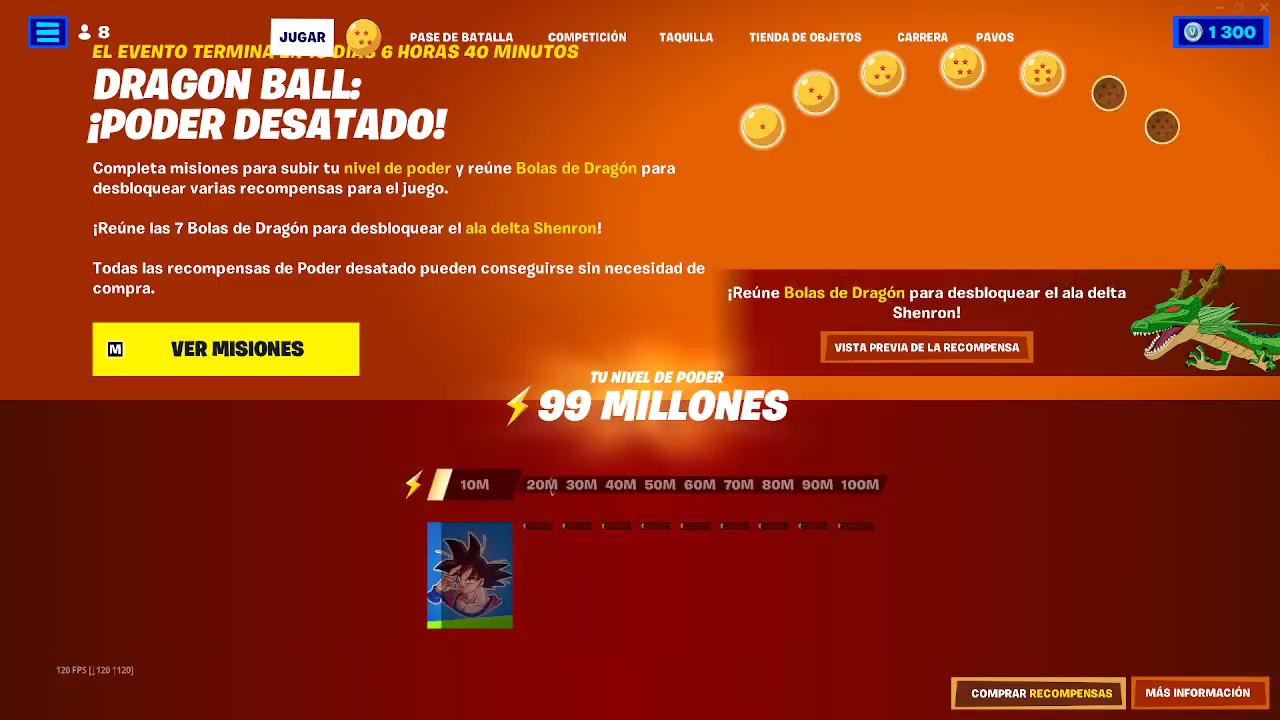 8
JUGAR
PASE DE BATALLA
COMPETICIÓN
TAQUILLA
TIENDA DE OBJETOS
CARRERA
PAVOS
1 300
EL EVENTO TERMINA 6 HORAS 40 MINUTOS
DRAGON BALL:
¡PODER DESATADO!
Completa misiones para subir tu nivel de poder y reúne Bolas de Dragón para
desbloquear varias recompensas para el juego.
¡Reúne las 7 Bolas de Dragón para desbloquear el ala delta Shenron!
Todas las recompensas de Poder desatado pueden conseguirse sin necesidad de
compra.
M VER MISIONES
¡Reúne Bolas de Dragón para desbloquear el ala delta
Shenron!
VISTA PREVIA DE LA RECOMPENSA
TU NIVEL DE PODER
99 MILLONES
10M 20M 30M 40M 50M 60M 70M 80M 90M 100M
120 FPS [↓120 ↑120]
COMPRAR RECOMPENSAS
MÁS INFORMACIÓN